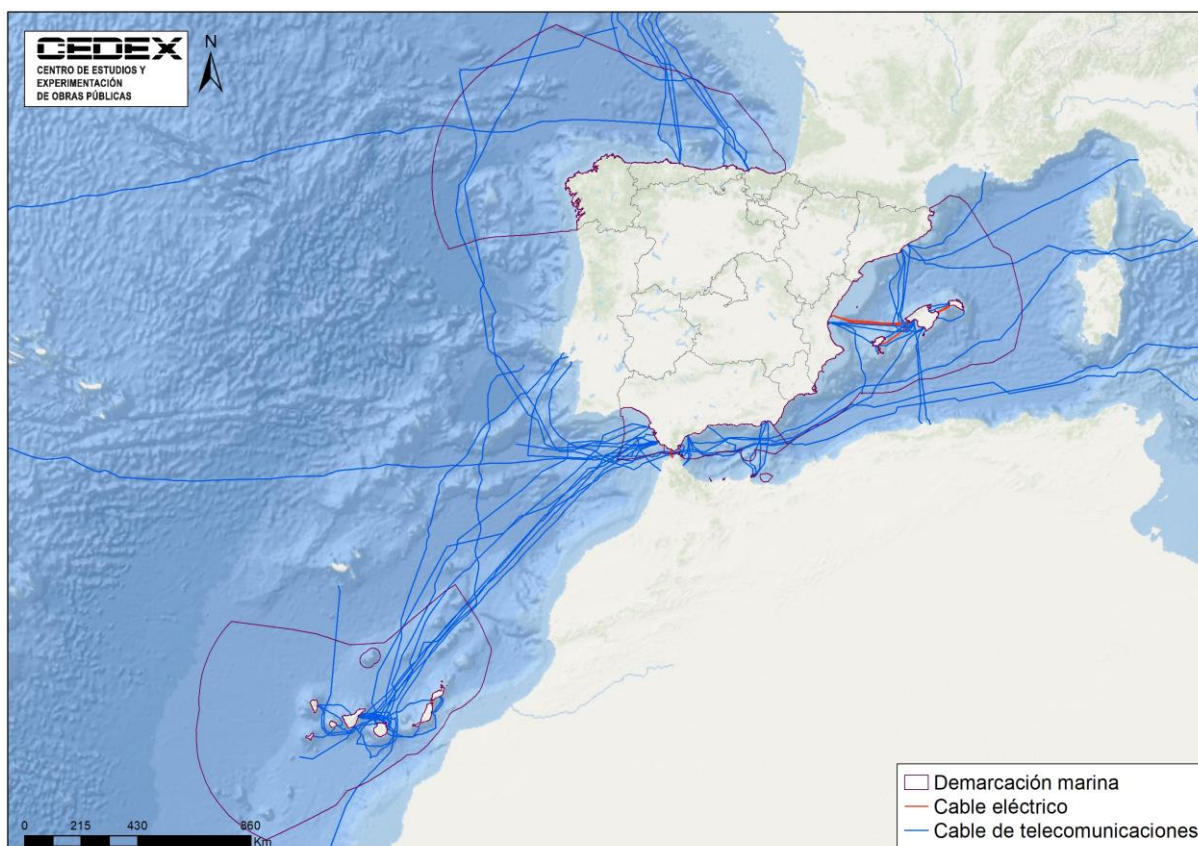 CEDEX
CENTRO DE ESTUDIOS Y
EXPERIMENTACIÓN
DE OBRAS PÚBLICAS
N
Demarcación marina
Cable eléctrico
Cable de telecomunicaciones
0 215 430 860
Km